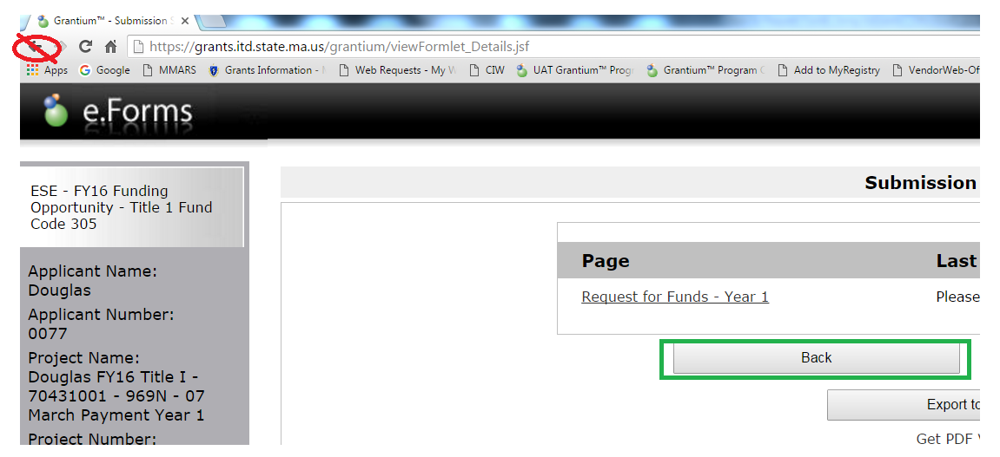 Grantium™ - Submission S
https://grants.itd.state.ma.us/grantium/viewFormlet_Details.jsf
Apps Google MMARS Grants Information - Web Requests - My CIW UAT Grantium™ Prog Grantium™ Program Add to MyRegistry VendorWeb-Of
e.Forms
ESE - FY16 Funding
Opportunity - Title 1 Fund
Code 305
Applicant Name:
Douglas
Applicant Number:
0077
Project Name:
Douglas FY16 Title I -
70431001 - 969N - 07
March Payment Year 1
Project Number:
Submission
Page Last
Request for Funds - Year 1 Please
Back
Export to
Get PDF